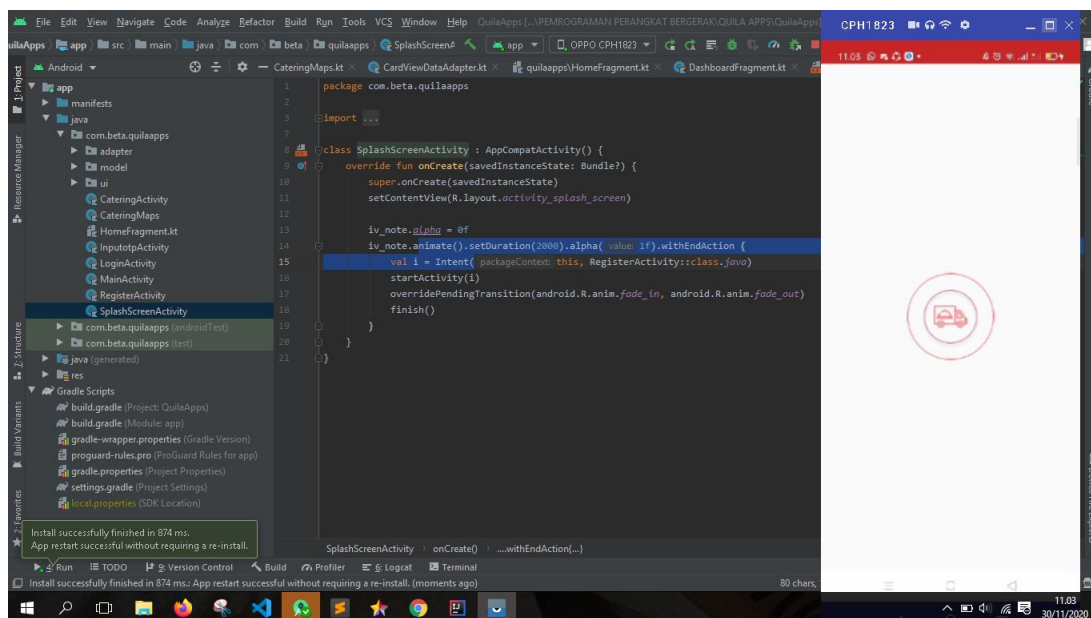 File Edit View Navigate Code Analyze Refactor Build Run Tools VCS Window Help QuilaApps [...\PEMROGRAMAN PERANGKAT BERGERAK\QUILA APPS\QuilaApps]
uilaApps src main java com beta quilaapps SplashScreenA app OPPO CPH1823
Android
CateringMaps.kt CardViewDataAdapter.kt quilaapps\HomeFragment.kt DashboardFragment.kt
1: Project
Resource Manager
Z: Structure
Build Variants
2: Favorites
app
manifests
java
com.beta.quilaapps
adapter
model
ui
CateringActivity
CateringMaps
HomeFragment.kt
InputotpActivity
LoginActivity
MainActivity
RegisterActivity
SplashScreenActivity
com.beta.quilaapps (androidTest)
com.beta.quilaapps (test)
java (generated)
res
Gradle Scripts
build.gradle (Project: QuilaApps)
build.gradle (Module: app)
gradle-wrapper.properties (Gradle Version)
proguard-rules.pro (ProGuard Rules for app)
gradle.properties (Project Properties)
settings.gradle (Project Settings)
local.properties (SDK Location)
Install successfully finished in 874 ms.
App restart successful without requiring a re-install.
1 package com.beta.quilaapps
2
3 import ...
7
8 class SplashScreenActivity : AppCompatActivity() {
9 override fun onCreate(savedInstanceState: Bundle?) {
10 super.onCreate(savedInstanceState)
11 setContentView(R.layout.activity_splash_screen)
12
13 iv_note.alpha = 0f
14 iv_note.animate().setDuration(2000).alpha( value: 1f).withEndAction {
15 val i = Intent( packageContext: this, RegisterActivity::class.java)
16 startActivity(i)
17 overridePendingTransition(android.R.anim.fade_in, android.R.anim.fade_out)
18 finish()
19 }
20 }
21 }
SplashScreenActivity onCreate() ....withEndAction{...}
4: Run TODO 9: Version Control Build Profiler 6: Logcat Terminal
Install successfully finished in 874 ms.: App restart successful without requiring a re-install. (moments ago) 80 chars,
CPH1823
11.03
11.03
30/11/2020